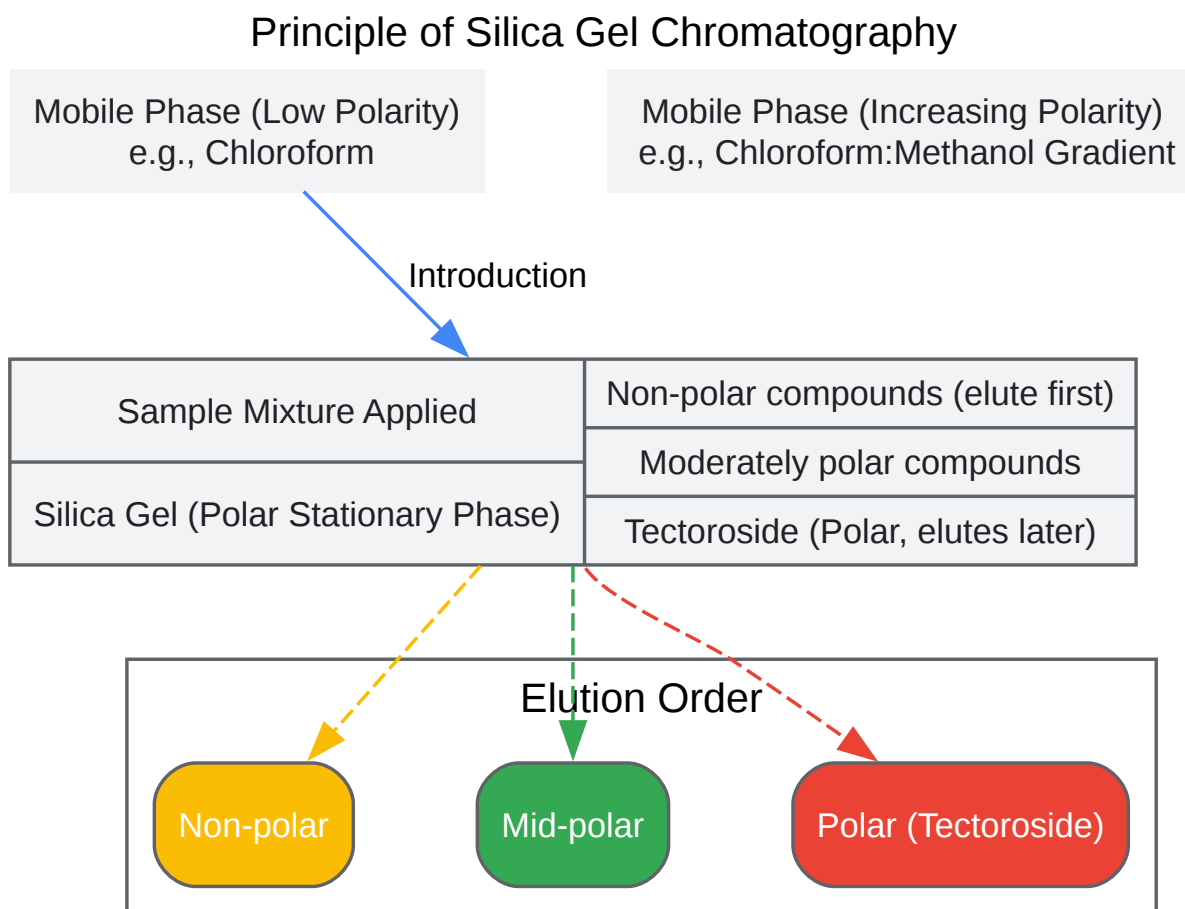 Principle of Silica Gel Chromatography
Mobile Phase (Low Polarity)
e.g., Chloroform
Mobile Phase (Increasing Polarity)
e.g., Chloroform:Methanol Gradient
Introduction
Sample Mixture Applied
Silica Gel (Polar Stationary Phase)
Non-polar compounds (elute first)
Moderately polar compounds
Tectoroside (Polar, elutes later)
Elution Order
Non-polar
Mid-polar
Polar (Tectoroside)